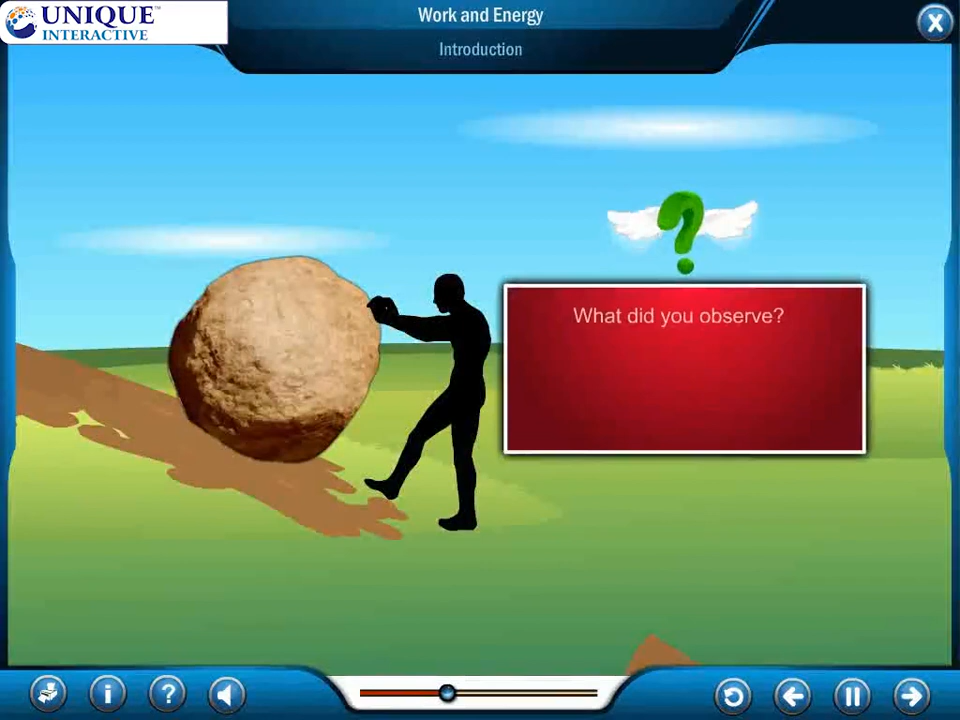 UNIQUE™
INTERACTIVE
Work and Energy
Introduction
What did you observe?